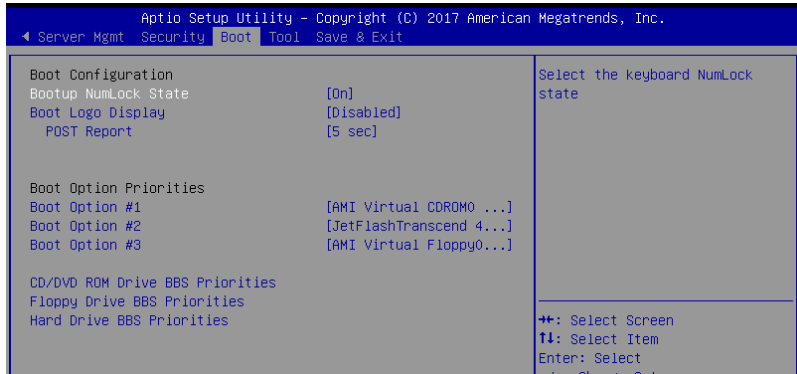 Aptio Setup Utility – Copyright (C) 2017 American Megatrends, Inc.
Server Mgmt Security Boot Tool Save & Exit
Boot Configuration
Bootup NumLock State [On]
Boot Logo Display [Disabled]
POST Report [5 sec]
Boot Option Priorities
Boot Option #1 [AMI Virtual CDROM0 ...]
Boot Option #2 [JetFlashTranscend 4...]
Boot Option #3 [AMI Virtual Floppy0...]
CD/DVD ROM Drive BBS Priorities
Floppy Drive BBS Priorities
Hard Drive BBS Priorities
Select the keyboard NumLock
state
→←: Select Screen
↑↓: Select Item
Enter: Select